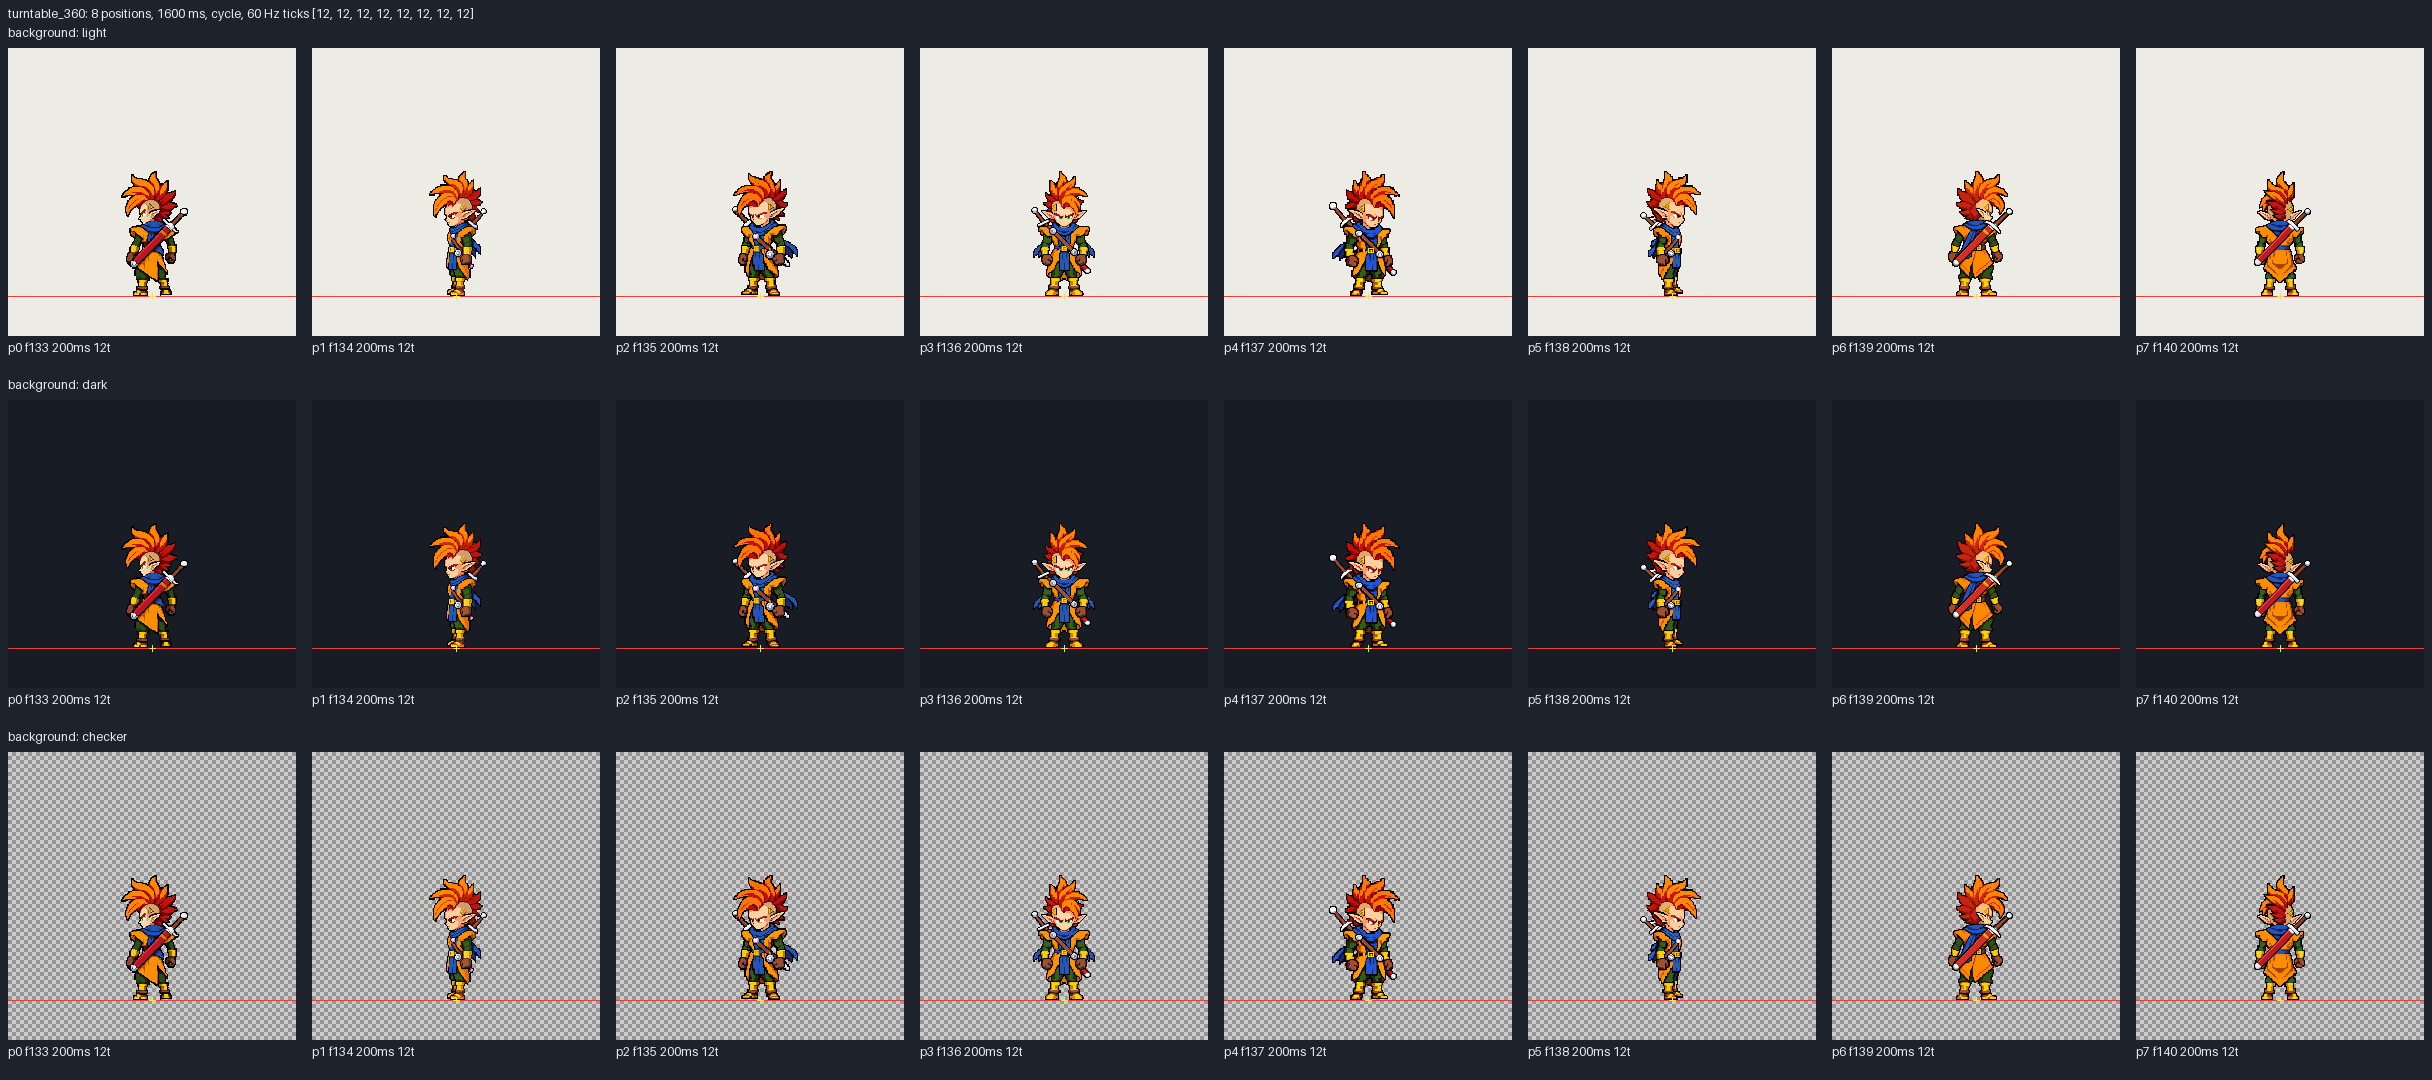 turntable_360: 8 positions, 1600 ms, cycle, 60 Hz ticks [12, 12, 12, 12, 12, 12, 12, 12]
background: light
p0 f133 200ms 12t
p1 f134 200ms 12t
p2 f135 200ms 12t
p3 f136 200ms 12t
p4 f137 200ms 12t
p5 f138 200ms 12t
p6 f139 200ms 12t
p7 f140 200ms 12t
background: dark
p0 f133 200ms 12t
p1 f134 200ms 12t
p2 f135 200ms 12t
p3 f136 200ms 12t
p4 f137 200ms 12t
p5 f138 200ms 12t
p6 f139 200ms 12t
p7 f140 200ms 12t
background: checker
p0 f133 200ms 12t
p1 f134 200ms 12t
p2 f135 200ms 12t
p3 f136 200ms 12t
p4 f137 200ms 12t
p5 f138 200ms 12t
p6 f139 200ms 12t
p7 f140 200ms 12t